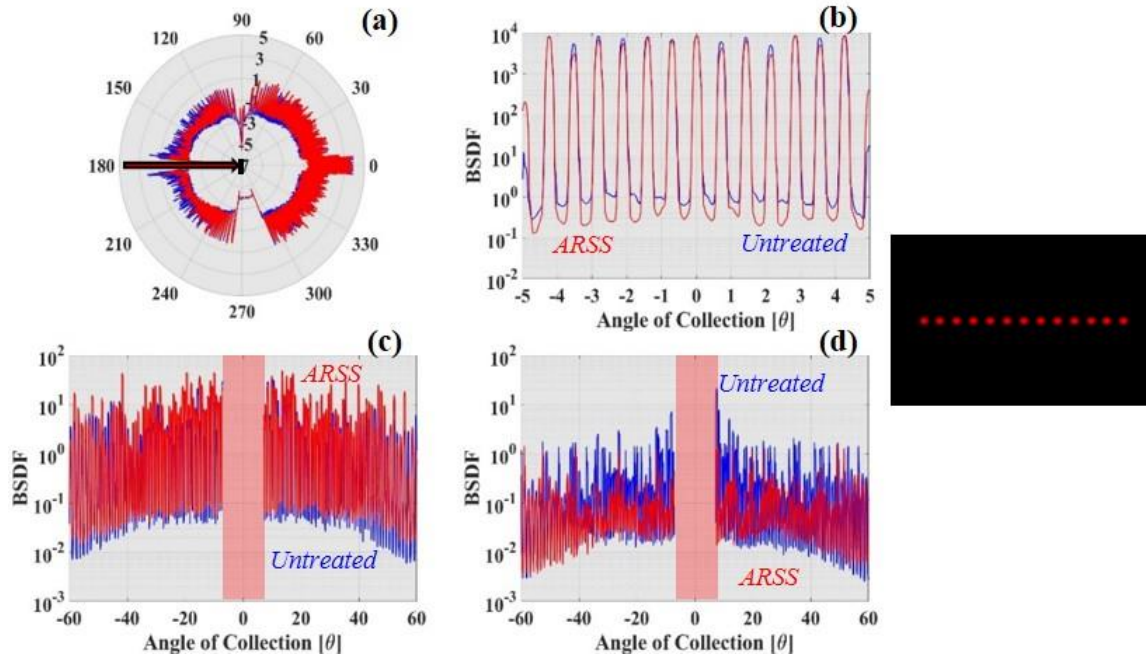 (a)
90
120 60
5
3
150 30
1
-3
-5
180 7 0
210 330
240 300
270
(b)
10^4
10^3
10^2
10^1
10^0
10^-1
10^-2
BSDF
ARSS Untreated
-5 -4 -3 -2 -1 0 1 2 3 4 5
Angle of Collection [θ]
(c)
10^2
10^1
10^0
10^-1
10^-2
10^-3
BSDF
ARSS
Untreated
-60 -40 -20 0 20 40 60
Angle of Collection [θ]
(d)
10^2
10^1
10^0
10^-1
10^-2
10^-3
BSDF
Untreated
ARSS
-60 -40 -20 0 20 40 60
Angle of Collection [θ]